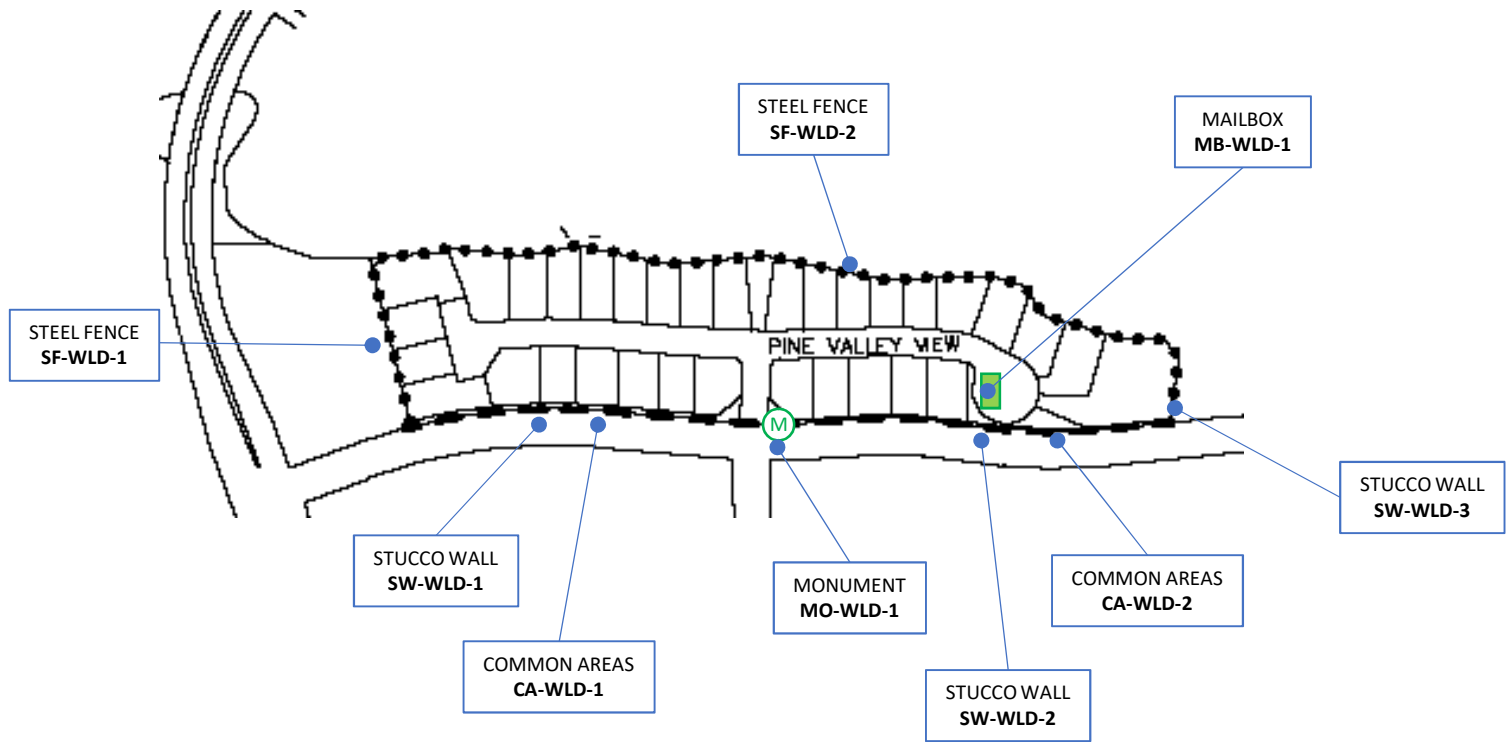 STEEL FENCE
SF-WLD-2
MAILBOX
MB-WLD-1
STEEL FENCE
SF-WLD-1
PINE VALLEY VIEW
M
STUCCO WALL
SW-WLD-3
STUCCO WALL
SW-WLD-1
MONUMENT
MO-WLD-1
COMMON AREAS
CA-WLD-2
COMMON AREAS
CA-WLD-1
STUCCO WALL
SW-WLD-2